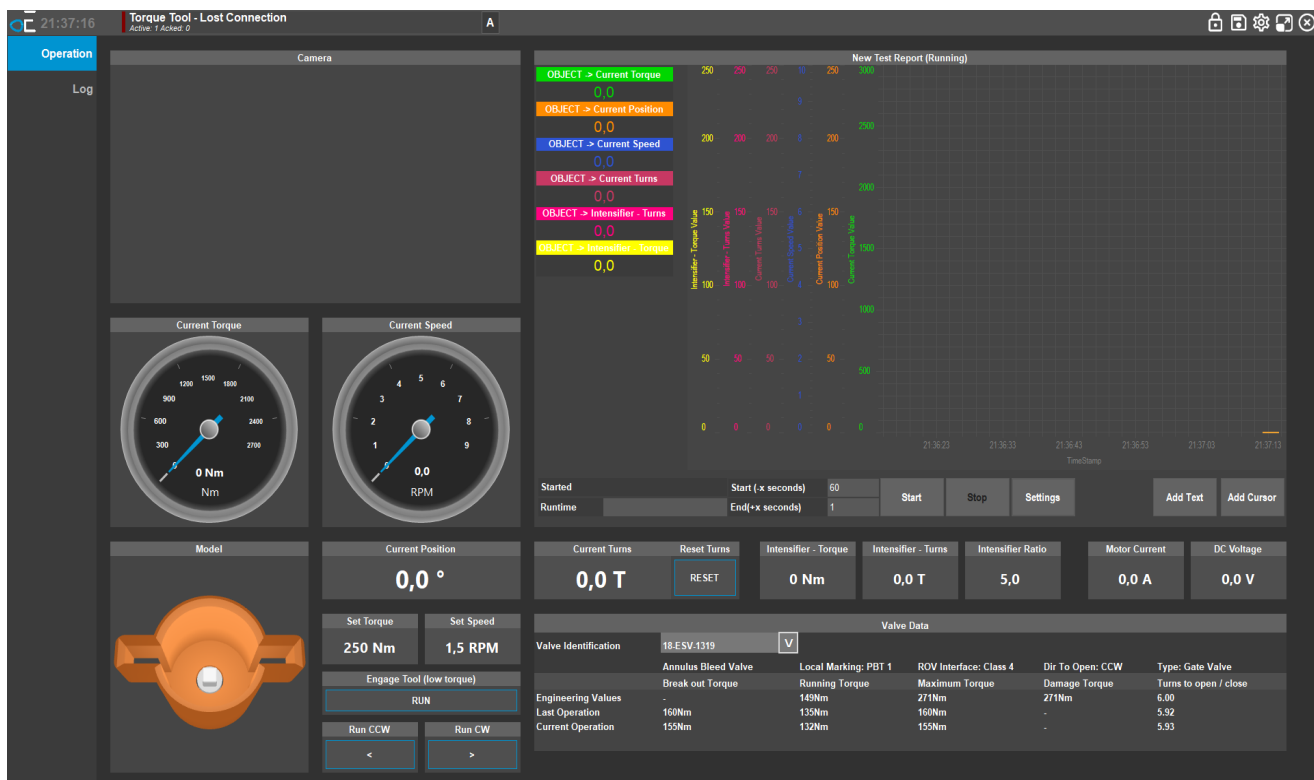 21:37:16
Torque Tool - Lost Connection
Active: 1 Acked: 0
A
Operation
Log
Camera
New Test Report (Running)
OBJECT -> Current Torque
0,0
OBJECT -> Current Position
0,0
OBJECT -> Current Speed
0,0
OBJECT -> Current Turns
0,0
OBJECT -> Intensifier - Turns
0,0
OBJECT -> Intensifier - Torque
0,0
250 250 250 10 250 3000
9
2500
200 200 200 8 200
7
2000
150 150 150 6 150
5 1500
100 100 100 4 100
1000
3
50 50 50 2 50
500
1
0 0 0 0 0 0
Intensifier - Torque Value
Intensifier - Turns Value
Current Turns Value
Current Speed Value
Current Position Value
Current Torque Value
21:36:23 21:36:33 21:36:43 21:36:53 21:37:03 21:37:13
TimeStamp
Current Torque
0 300 600 900 1200 1500 1800 2100 2400 2700
0 Nm
Nm
Current Speed
0 1 2 3 4 5 6 7 8 9
0,0
RPM
Started
Start (-x seconds) 60
Runtime
End(+x seconds) 1
Start
Stop
Settings
Add Text
Add Cursor
Model
Current Position
0,0 °
Current Turns
0,0 T
Reset Turns
RESET
Intensifier - Torque
0 Nm
Intensifier - Turns
0,0 T
Intensifier Ratio
5,0
Motor Current
0,0 A
DC Voltage
0,0 V
Set Torque
250 Nm
Set Speed
1,5 RPM
Engage Tool (low torque)
RUN
Run CCW
<
Run CW
>
Valve Data
Valve Identification 18-ESV-1319 V
Annulus Bleed Valve Local Marking: PBT 1 ROV Interface: Class 4 Dir To Open: CCW Type: Gate Valve
Break out Torque Running Torque Maximum Torque Damage Torque Turns to open / close
Engineering Values - 149Nm 271Nm 271Nm 6.00
Last Operation 160Nm 135Nm 160Nm - 5.92
Current Operation 155Nm 132Nm 155Nm - 5.93